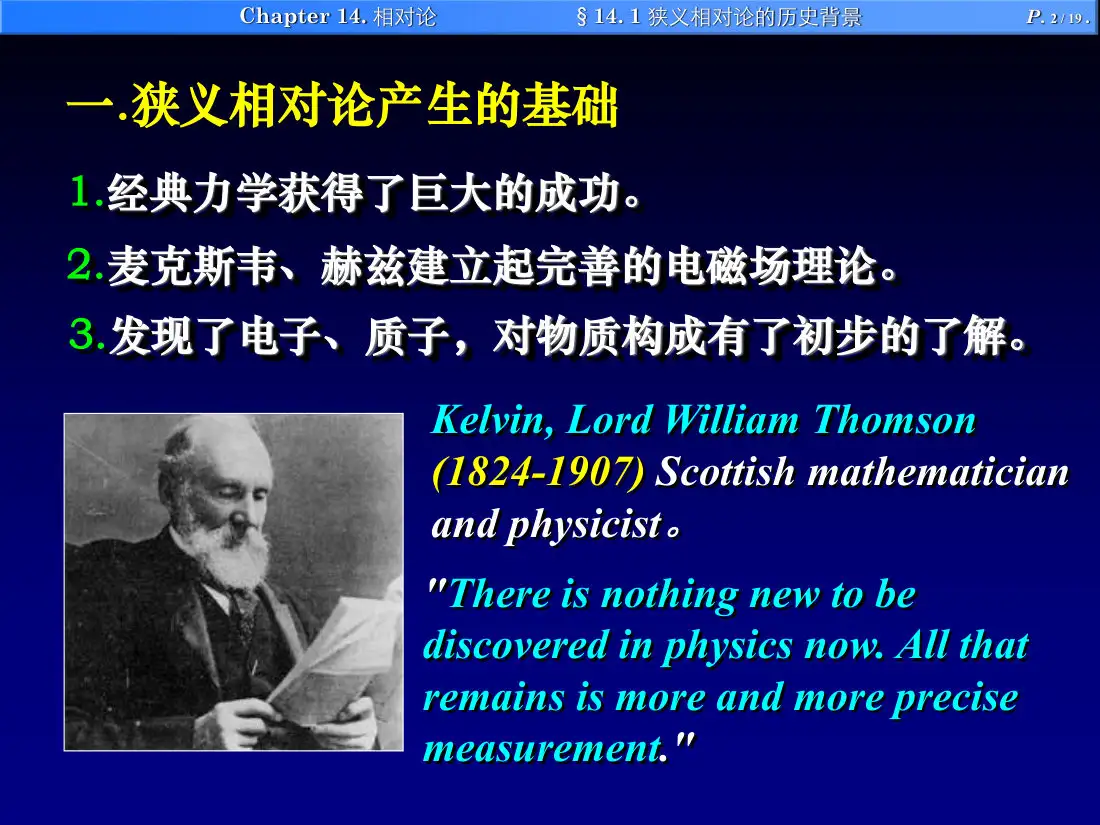 Chapter 14. 相对论 §14.1 狭义相对论的历史背景 P. 2 / 19 .
一.狭义相对论产生的基础
1.经典力学获得了巨大的成功。
2.麦克斯韦、赫兹建立起完善的电磁场理论。
3.发现了电子、质子，对物质构成有了初步的了解。
Kelvin, Lord William Thomson
(1824-1907) Scottish mathematician
and physicist。
"There is nothing new to be
discovered in physics now. All that
remains is more and more precise
measurement."